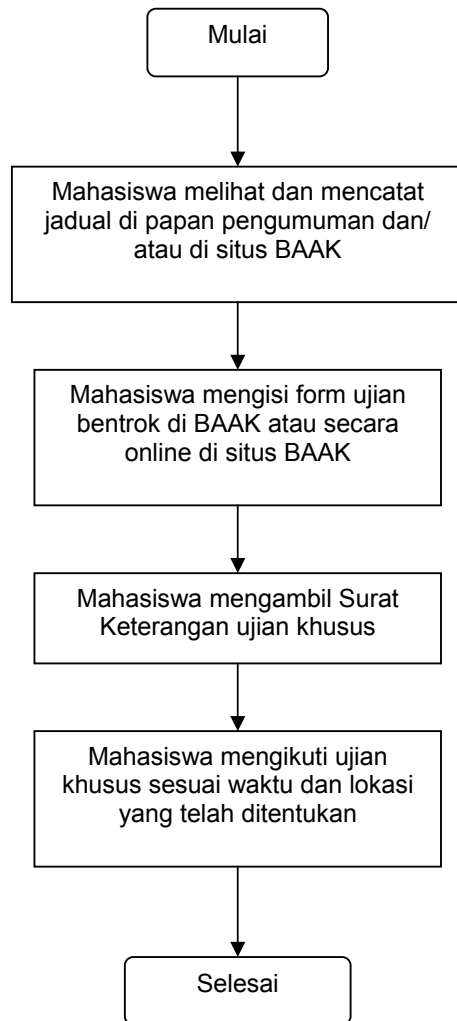 Mulai
Mahasiswa melihat dan mencatat
jadual di papan pengumuman dan/
atau di situs BAAK
Mahasiswa mengisi form ujian
bentrok di BAAK atau secara
online di situs BAAK
Mahasiswa mengambil Surat
Keterangan ujian khusus
Mahasiswa mengikuti ujian
khusus sesuai waktu dan lokasi
yang telah ditentukan
Selesai